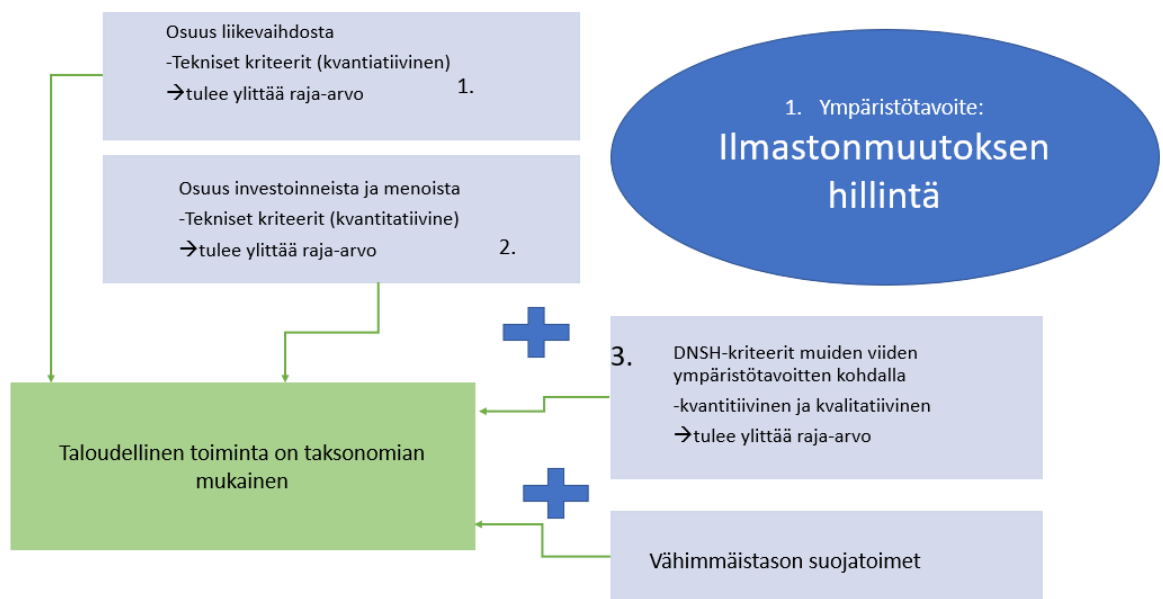 Osuus liikevaihdosta
-Tekniset kriteerit (kvantiatiivinen)
→tulee ylittää raja-arvo
1.
Osuus investoinneista ja menoista
-Tekniset kriteerit (kvantitatiivine)
→tulee ylittää raja-arvo
2.
1. Ympäristötavoite:
Ilmastonmuutoksen
hillintä
3.
DNSH-kriteerit muiden viiden
ympäristötavoitten kohdalla
-kvantitiivinen ja kvalitatiivinen
→tulee ylittää raja-arvo
Taloudellinen toiminta on taksonomian
mukainen
Vähimmäistason suojatoimet